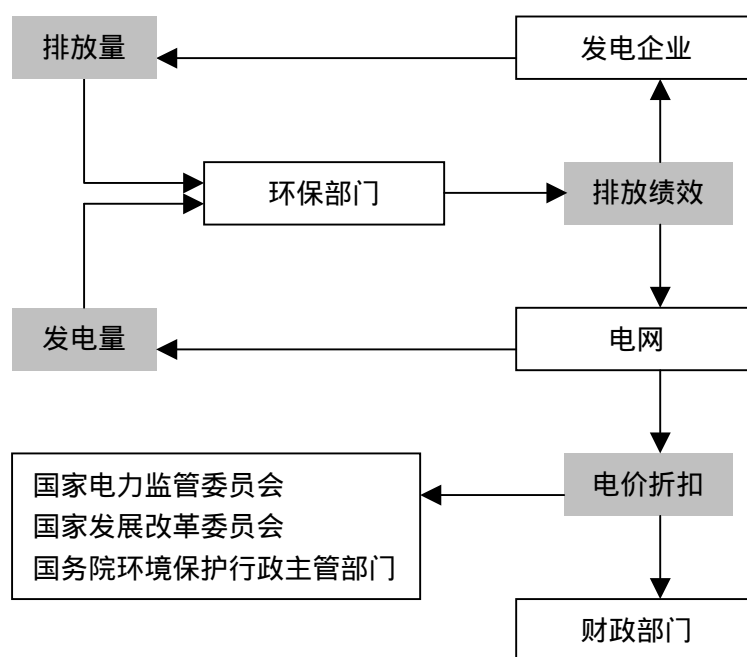 排放量
发电企业
环保部门
排放绩效
发电量
电网
国家电力监管委员会
国家发展改革委员会
国务院环境保护行政主管部门
电价折扣
财政部门